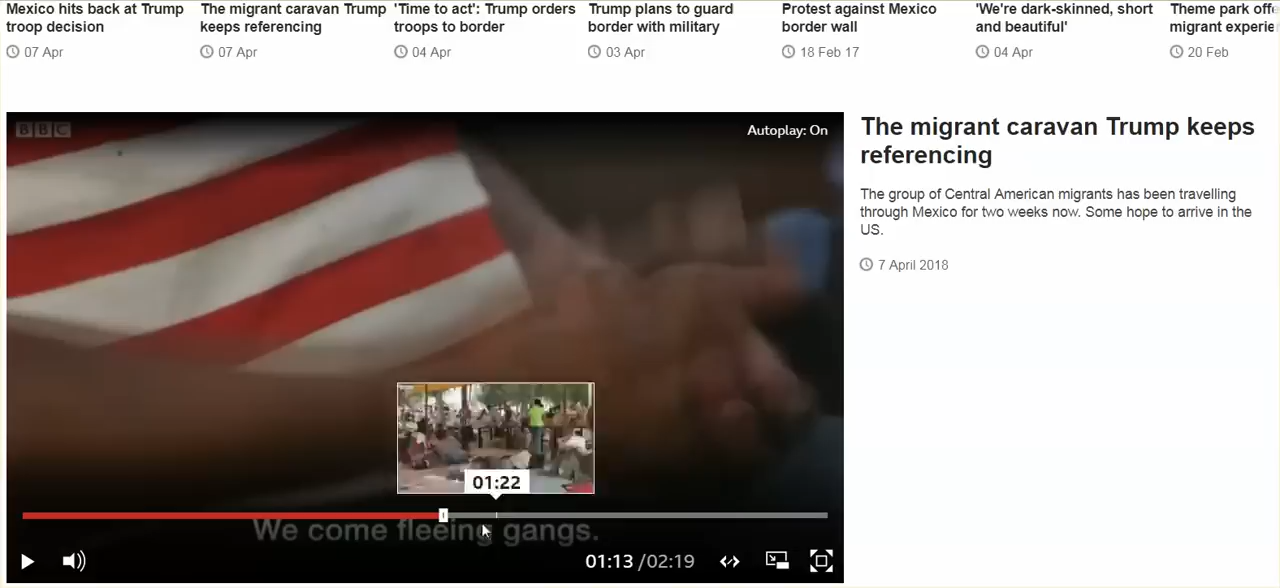 Mexico hits back at Trump
troop decision
07 Apr
The migrant caravan Trump
keeps referencing
07 Apr
'Time to act': Trump orders
troops to border
04 Apr
Trump plans to guard
border with military
03 Apr
Protest against Mexico
border wall
18 Feb 17
'We're dark-skinned, short
and beautiful'
04 Apr
Theme park
migrant
20 Feb
BBC
Autoplay: On
01:22
We come fleeing gangs.
01:13 /02:19
The migrant caravan Trump keeps
referencing
The group of Central American migrants has been travelling
through Mexico for two weeks now. Some hope to arrive in the
US.
7 April 2018